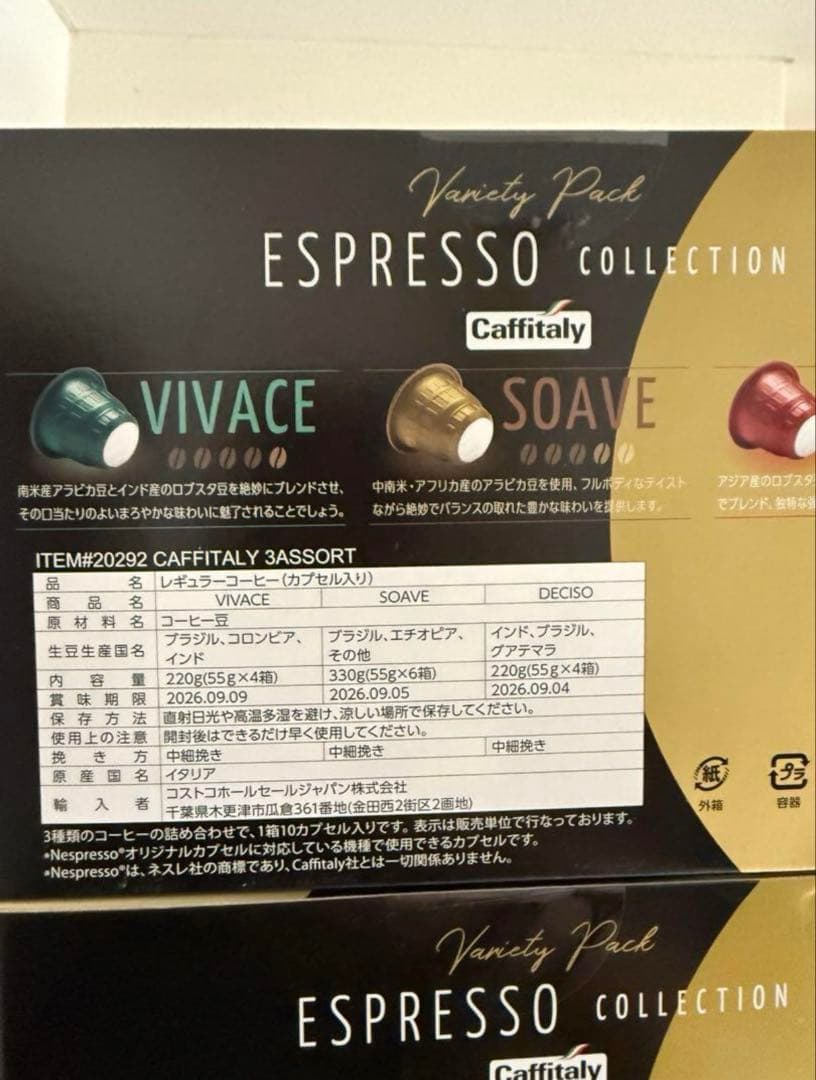 Variety Pack
ESPRESSO COLLECTION
Caffitaly
VIVACE
南米産アラビカ豆とインド産のロブスタ豆を絶妙にブレンドさせ、
その口当たりのよいまろやかな味わいに魅了されることでしょう。
SOAVE
中南米・アフリカ産のアラビカ豆を使用、フルボディなテイスト
ながら絶妙でバランスの取れた豊かな味わいを提供します。
アジア産のロブスタ
でブレンド、独特な
ITEM#20292 CAFFITALY 3ASSORT
品名 レギュラーコーヒー(カプセル入り)
商品名 VIVACE SOAVE DECISO
原材料名 コーヒー豆
生豆生産国名 ブラジル、コロンビア、インド ブラジル、エチオピア、その他 インド、ブラジル、グアテマラ
内容量 220g(55g×4箱) 330g(55g×6箱) 220g(55g×4箱)
賞味期限 2026.09.09 2026.09.05 2026.09.04
保存方法 直射日光や高温多湿を避け、涼しい場所で保存してください。
使用上の注意 開封後はできるだけ早く使用してください。
挽き方 中細挽き 中細挽き 中細挽き
原産国名 イタリア
輸入者 コストコホールセールジャパン株式会社
千葉県木更津市瓜倉361番地(金田西2街区2画地)
3種類のコーヒーの詰め合わせで、1箱10カプセル入りです。表示は販売単位で行なっております。
*Nespresso®オリジナルカプセルに対応している機種で使用できるカプセルです。
*Nespresso®は、ネスレ社の商標であり、Caffitaly社とは一切関係ありません。
紙
外箱
プラ
容器
Variety Pack
ESPRESSO COLLECTION
Caffitaly